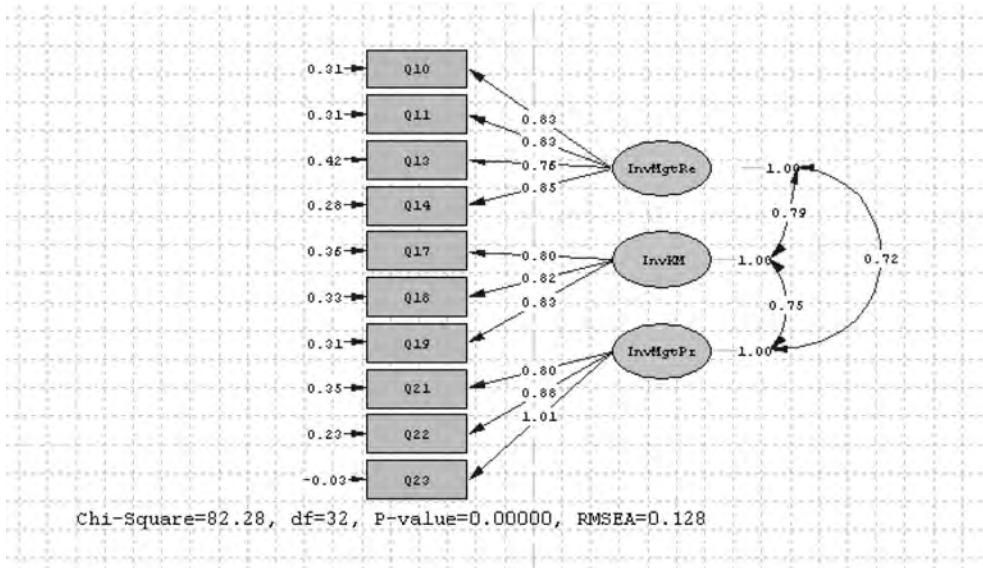 0.31 Q10
0.31 Q11
0.42 Q13
0.28 Q14
0.36 Q17
0.33 Q18
0.31 Q19
0.35 Q21
0.23 Q22
-0.03 Q23
0.83
0.83
0.76
0.85
0.80
0.82
0.83
0.80
0.88
1.01
InvMgtRe 1.00
InvKM 1.00
InvMgtPr 1.00
0.79
0.72
0.75
Chi-Square=82.28, df=32, P-value=0.00000, RMSEA=0.128